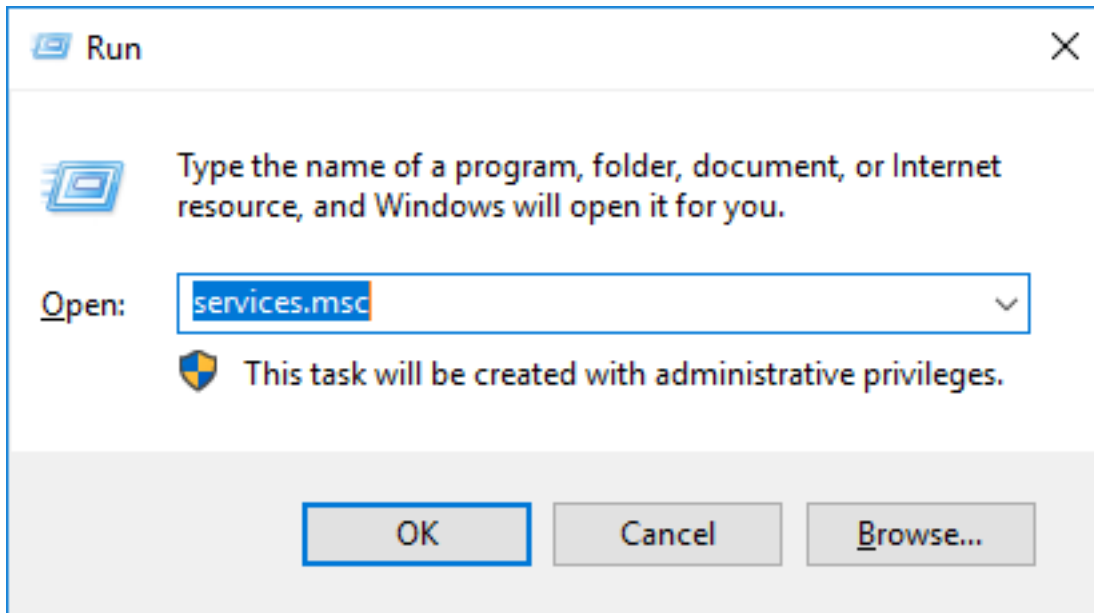 Run
Type the name of a program, folder, document, or Internet
resource, and Windows will open it for you.
Open: services.msc
This task will be created with administrative privileges.
OK Cancel Browse...